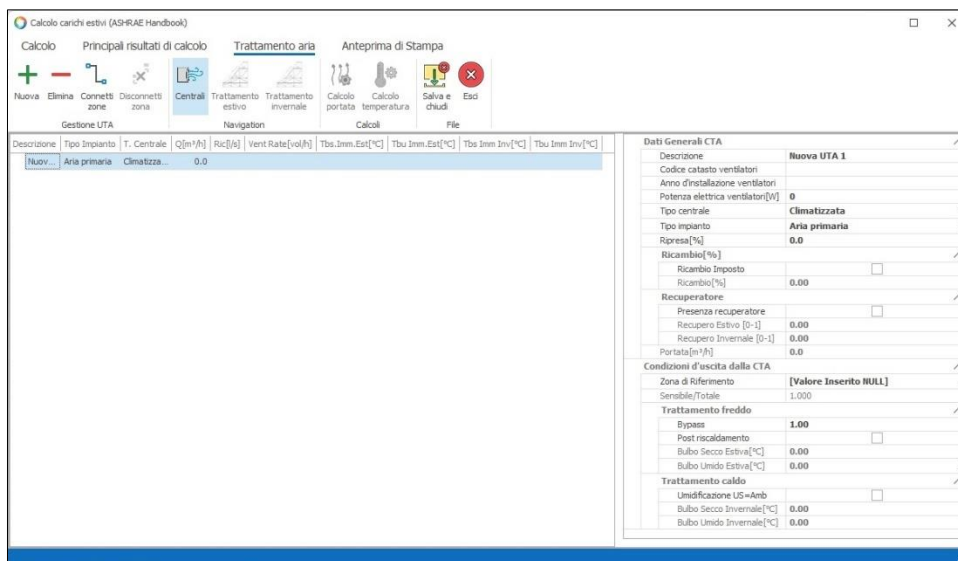 Calcolo carichi estivi (ASHRAE Handbook)
Calcolo Principali risultati di calcolo Trattamento aria Anteprima di Stampa
Nuova Elimina Connetti zone Disconnetti zona Centrali Trattamento estivo Trattamento invernale Calcolo portata Calcolo temperatura Salva e chiudi Esci
Gestione UTA Navigation Calcoli File
Descrizione Tipo Impianto T. Centrale Q[m³/h] Ric[l/s] Vent Rate[vol/h] Tbs.Imm.Est[°C] Tbu Imm.Est[°C] Tbs Imm Inv[°C] Tbu Imm Inv[°C]
Nuov... Aria primaria Climatizza... 0.0
Dati Generali CTA
Descrizione Nuova UTA 1
Codice catasto ventilatori
Anno d'installazione ventilatori
Potenza elettrica ventilatori[W] 0
Tipo centrale Climatizzata
Tipo impianto Aria primaria
Ripresa[%] 0.0
Ricambio[%]
Ricambio Imposto
Ricambio[%] 0.00
Recuperatore
Presenza recuperatore
Recupero Estivo [0-1] 0.00
Recupero Invernale [0-1] 0.00
Portata[m³/h] 0.0
Condizioni d'uscita dalla CTA
Zona di Riferimento [Valore Inserito NULL]
Sensibile/Totale 1.000
Trattamento freddo
Bypass 1.00
Post riscaldamento
Bulbo Secco Estiva[°C] 0.00
Bulbo Umido Estiva[°C] 0.00
Trattamento caldo
Umidificazione US=Amb
Bulbo Secco Invernale[°C] 0.00
Bulbo Umido Invernale[°C] 0.00